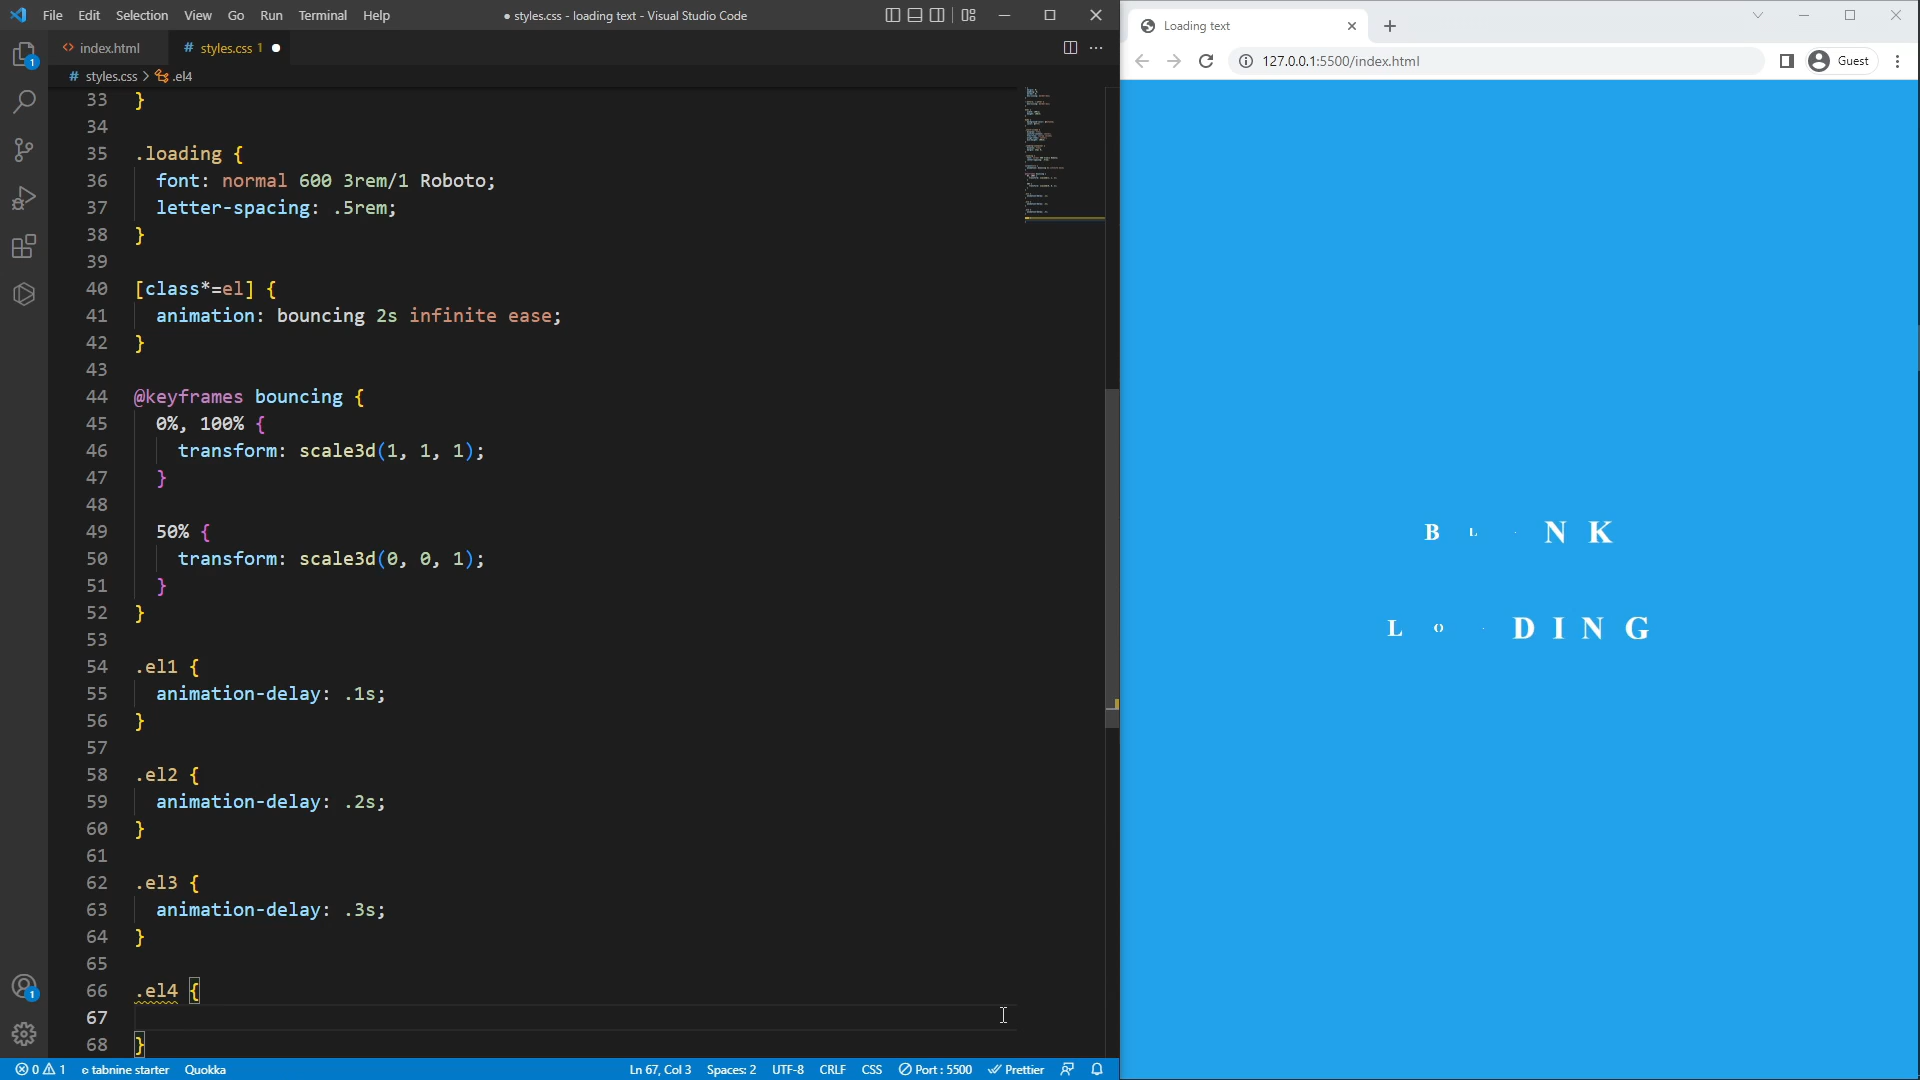 File Edit Selection View Go Run Terminal Help
● styles.css - loading text - Visual Studio Code
<> index.html
# styles.css 1 ●
# styles.css > .el4
33 }
34
35 .loading {
36 font: normal 600 3rem/1 Roboto;
37 letter-spacing: .5rem;
38 }
39
40 [class*=el] {
41 animation: bouncing 2s infinite ease;
42 }
43
44 @keyframes bouncing {
45 0%, 100% {
46 transform: scale3d(1, 1, 1);
47 }
48
49 50% {
50 transform: scale3d(0, 0, 1);
51 }
52 }
53
54 .el1 {
55 animation-delay: .1s;
56 }
57
58 .el2 {
59 animation-delay: .2s;
60 }
61
62 .el3 {
63 animation-delay: .3s;
64 }
65
66 .el4 {
67
68 }
1
1
0 1 tabnine starter Quokka
Ln 67, Col 3 Spaces: 2 UTF-8 CRLF CSS Port : 5500 Prettier
Loading text
127.0.0.1:5500/index.html
Guest
B L N K
L O D I N G